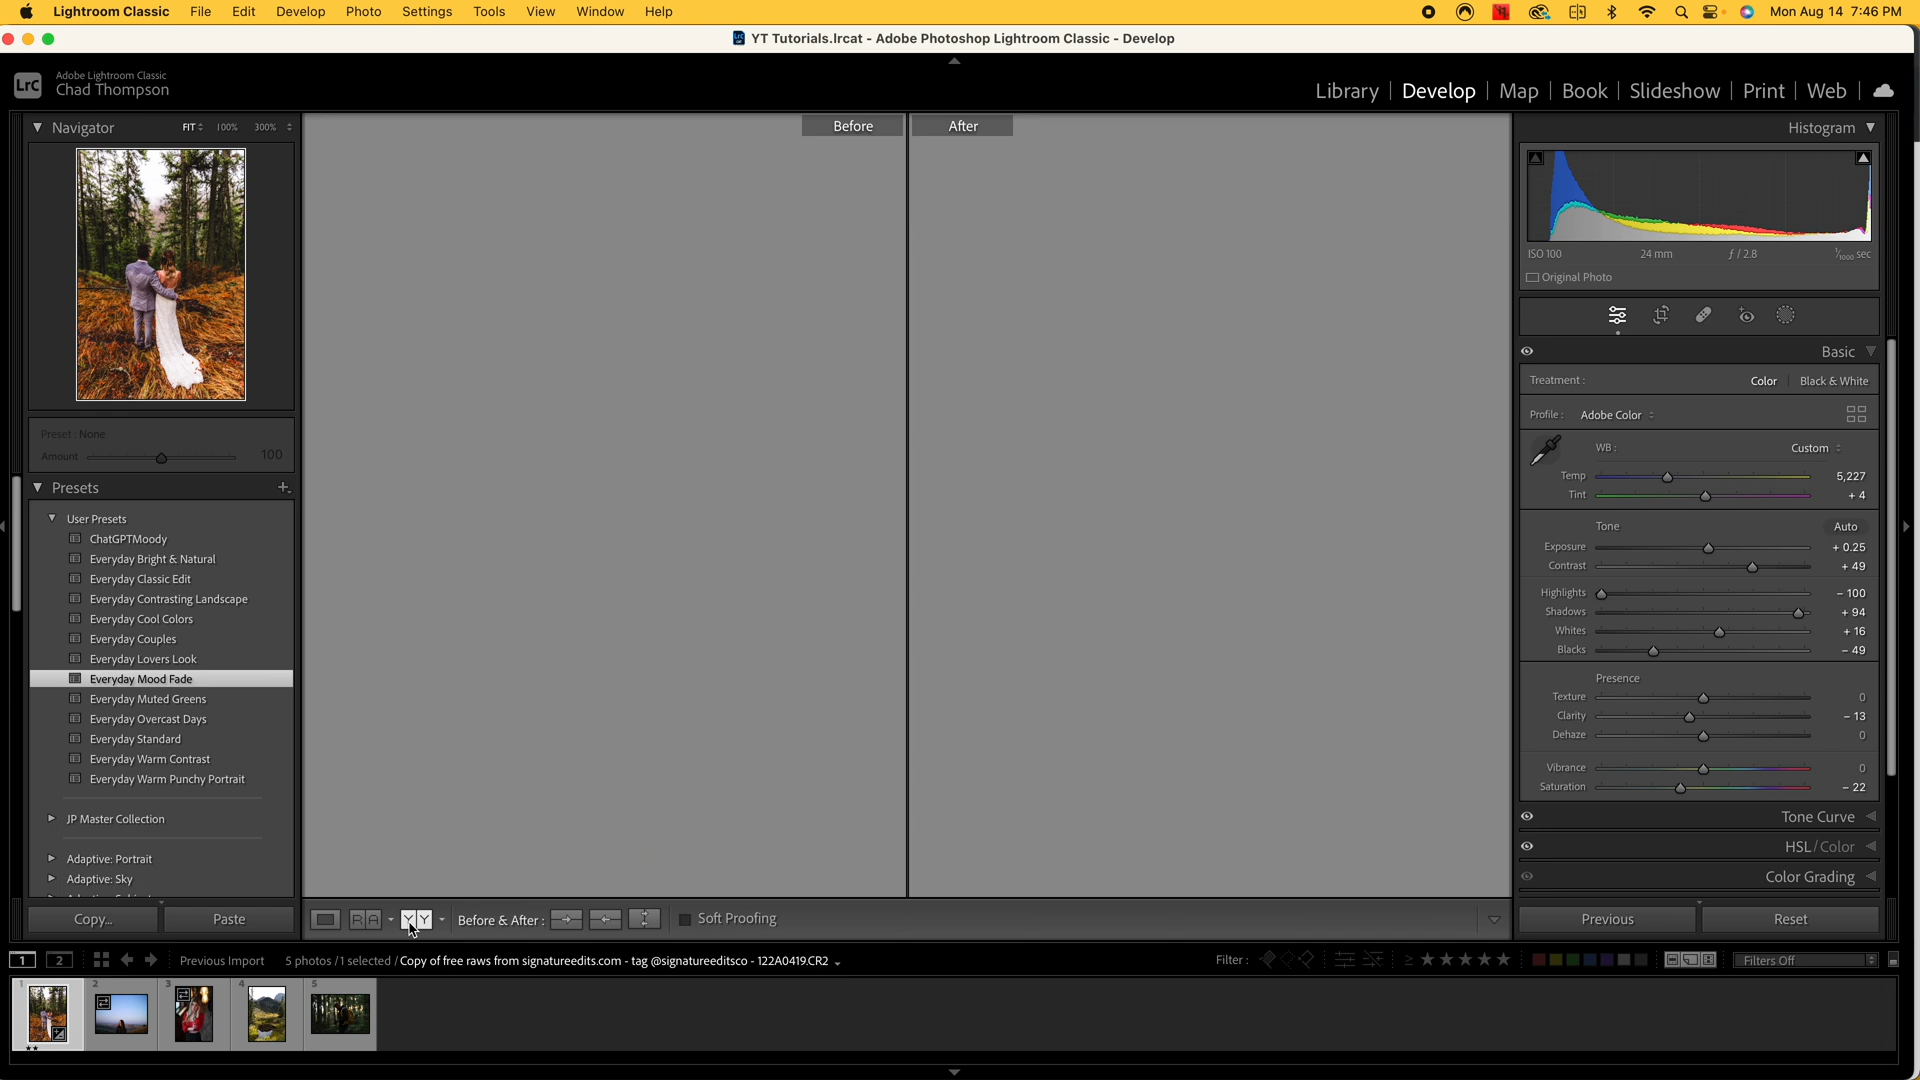 Lightroom Classic File Edit Develop Photo Settings Tools View Window Help Mon Aug 14 7:46 PM
YT Tutorials.lrcat - Adobe Photoshop Lightroom Classic - Develop
LrC
Adobe Lightroom Classic
Chad Thompson
Library Develop Map Book Slideshow Print Web
Navigator FIT 100% 300%
Before
After
Histogram
ISO 100 24 mm ƒ / 2.8 1/1000 sec
Original Photo
Basic
Treatment : Color Black & White
Profile : Adobe Color
WB : Custom
Temp 5,227
Tint + 4
Tone Auto
Exposure + 0.25
Contrast + 49
Highlights - 100
Shadows + 94
Whites + 16
Blacks - 49
Presence
Texture 0
Clarity - 13
Dehaze 0
Vibrance 0
Saturation - 22
Tone Curve
HSL / Color
Color Grading
Previous Reset
Preset : None
Amount 100
Presets
User Presets
ChatGPTMoody
Everyday Bright & Natural
Everyday Classic Edit
Everyday Contrasting Landscape
Everyday Cool Colors
Everyday Couples
Everyday Lovers Look
Everyday Mood Fade
Everyday Muted Greens
Everyday Overcast Days
Everyday Standard
Everyday Warm Contrast
Everyday Warm Punchy Portrait
JP Master Collection
Adaptive: Portrait
Adaptive: Sky
Copy... Paste
R A Y Y Before & After : Soft Proofing
1 2 Previous Import 5 photos / 1 selected / Copy of free raws from signatureedits.com - tag @signatureeditsco - 122A0419.CR2
Filter : ≥ Filters Off
1 2 3 4 5